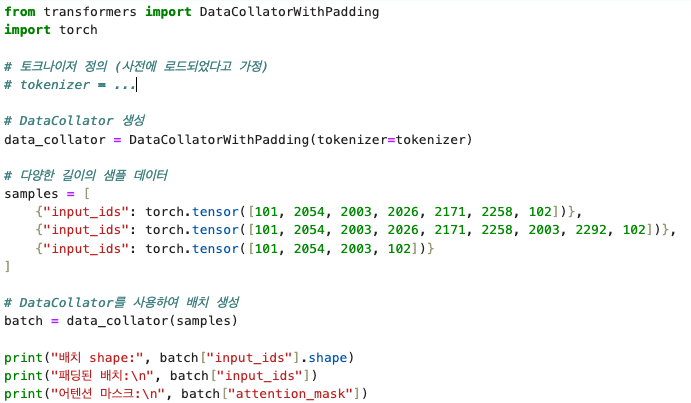 from transformers import DataCollatorWithPadding
import torch

# 토크나이저 정의 (사전에 로드되었다고 가정)
# tokenizer = ...

# DataCollator 생성
data_collator = DataCollatorWithPadding(tokenizer=tokenizer)

# 다양한 길이의 샘플 데이터
samples = [
    {"input_ids": torch.tensor([101, 2054, 2003, 2026, 2171, 2258, 102])},
    {"input_ids": torch.tensor([101, 2054, 2003, 2026, 2171, 2258, 2003, 2292, 102])},
    {"input_ids": torch.tensor([101, 2054, 2003, 102])}
]

# DataCollator를 사용하여 배치 생성
batch = data_collator(samples)

print("배치 shape:", batch["input_ids"].shape)
print("패딩된 배치:\n", batch["input_ids"])
print("어텐션 마스크:\n", batch["attention_mask"])